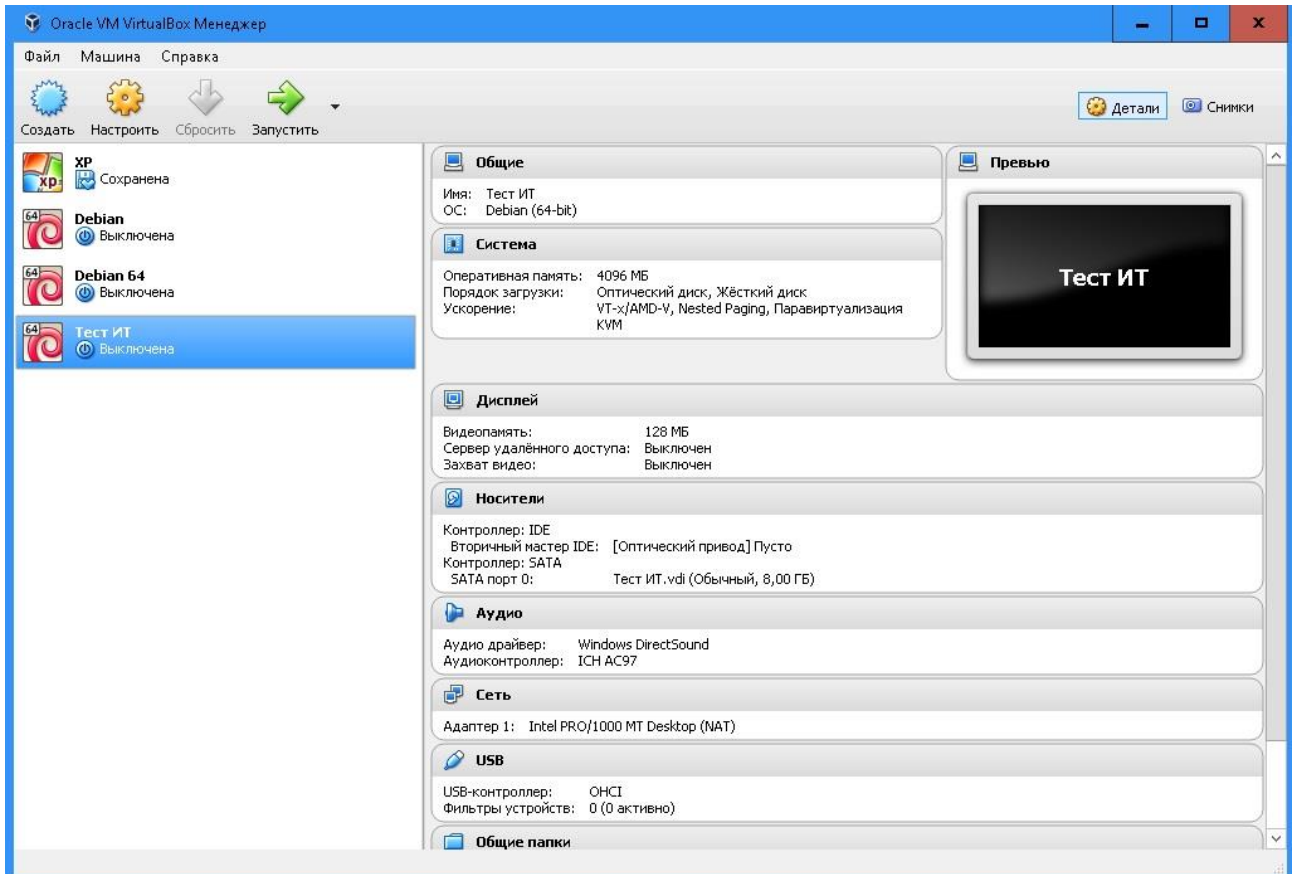 Oracle VM VirtualBox Менеджер
Файл Машина Справка
Создать Настроить Сбросить Запустить
Детали Снимки
XP
Сохранена
64
Debian
Выключена
64
Debian 64
Выключена
64
Тест ИТ
Выключена
Общие
Имя: Тест ИТ
ОС: Debian (64-bit)
Система
Оперативная память: 4096 МБ
Порядок загрузки: Оптический диск, Жёсткий диск
Ускорение: VT-x/AMD-V, Nested Paging, Паравиртуализация
KVM
Превью
Тест ИТ
Дисплей
Видеопамять: 128 МБ
Сервер удалённого доступа: Выключен
Захват видео: Выключен
Носители
Контроллер: IDE
Вторичный мастер IDE: [Оптический привод] Пусто
Контроллер: SATA
SATA порт 0: Тест ИТ.vdi (Обычный, 8,00 ГБ)
Аудио
Аудио драйвер: Windows DirectSound
Аудиоконтроллер: ICH AC97
Сеть
Адаптер 1: Intel PRO/1000 MT Desktop (NAT)
USB
USB-контроллер: OHCI
Фильтры устройств: 0 (0 активно)
Общие папки